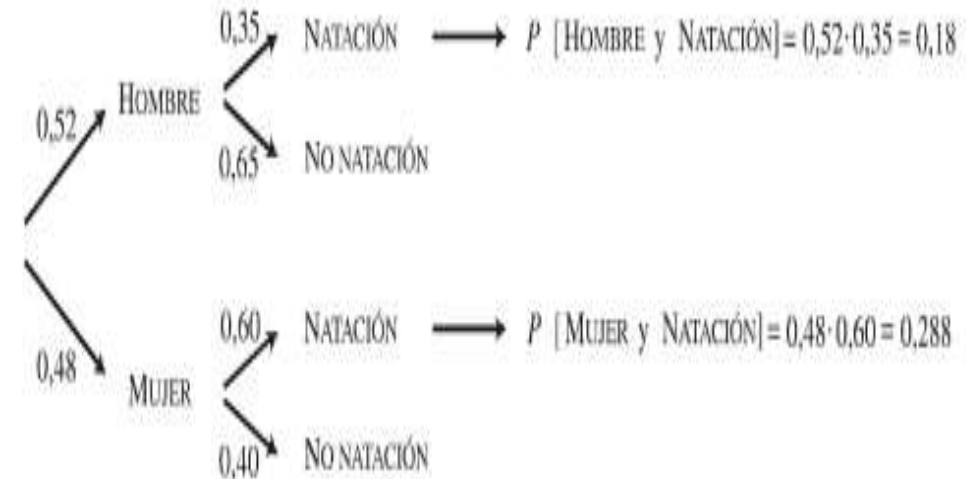 0,35 NATACIÓN P [HOMBRE y NATACIÓN] = 0,52·0,35 = 0,18
0,52 HOMBRE
0,65 NO NATACIÓN
0,60 NATACIÓN P [MUJER y NATACIÓN] = 0,48·0,60 = 0,288
0,48 MUJER
0,40 NO NATACIÓN